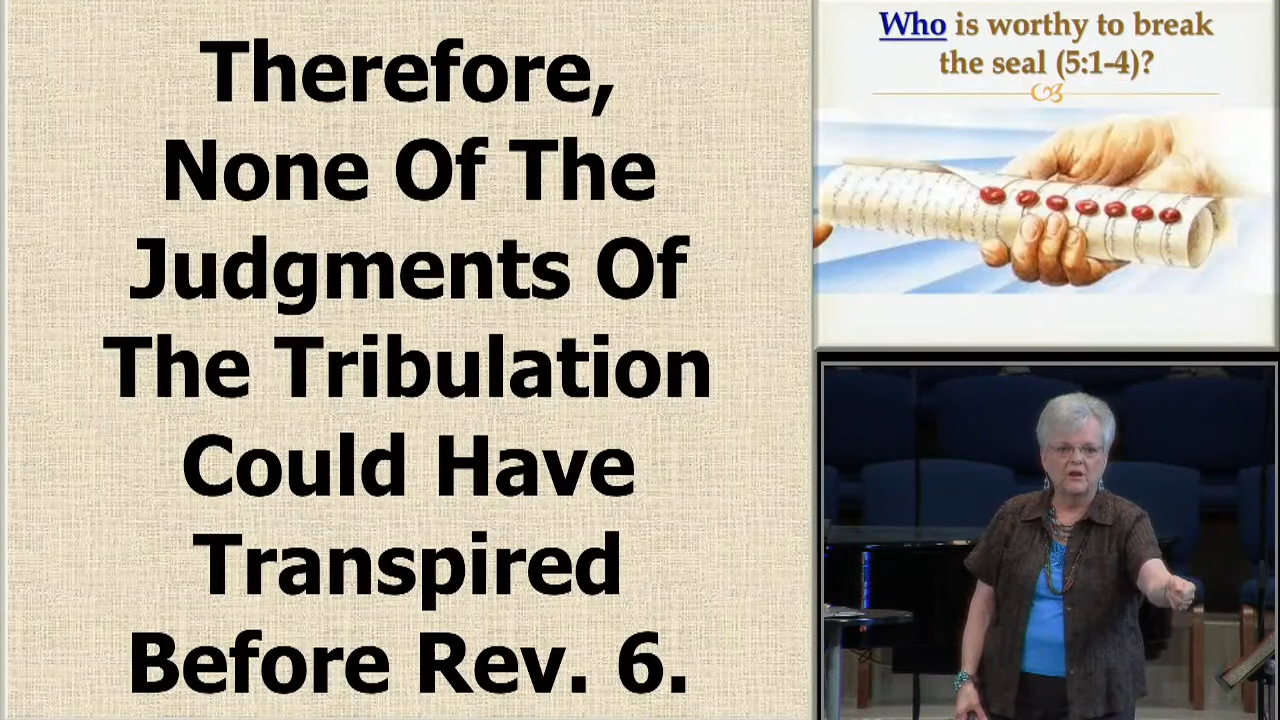 Therefore,
None Of The
Judgments Of
The Tribulation
Could Have
Transpired
Before Rev. 6.
Who is worthy to break
the seal (5:1-4)?